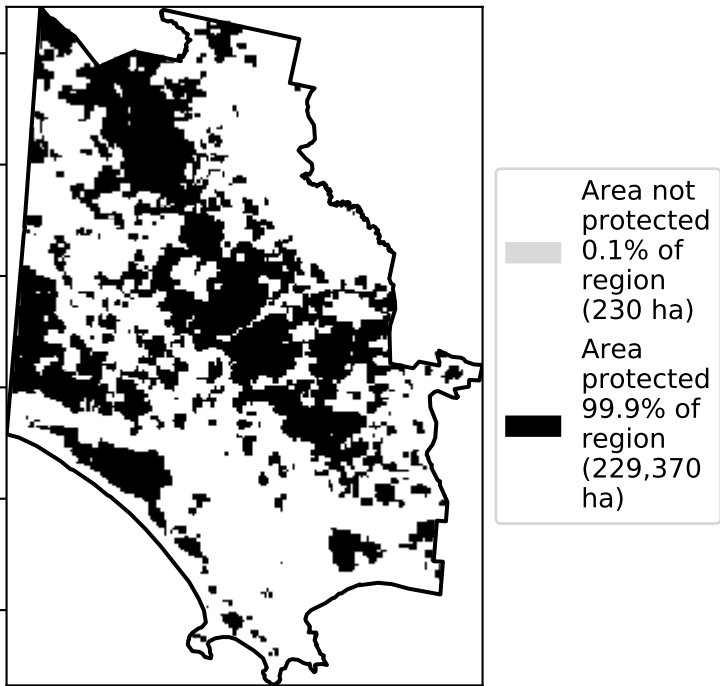 Area not
protected
0.1% of
region
(230 ha)
Area
protected
99.9% of
region
(229,370
ha)